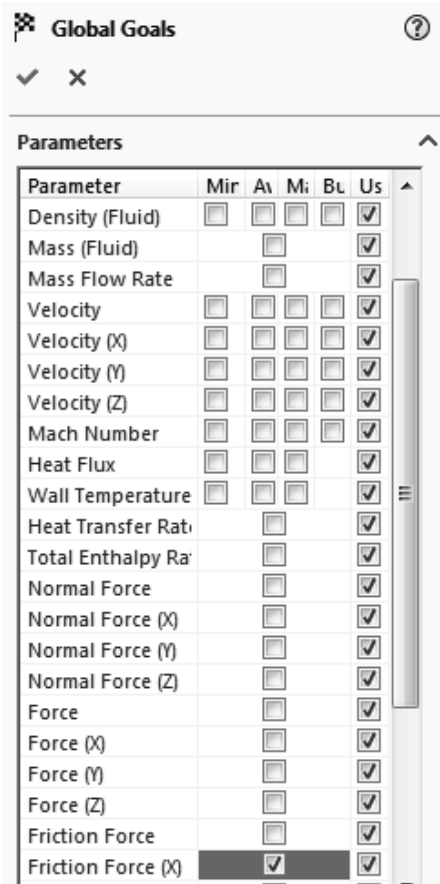 Global Goals
Parameters
Parameter Mir Av Ma Bu Us
Density (Fluid)
Mass (Fluid)
Mass Flow Rate
Velocity
Velocity (X)
Velocity (Y)
Velocity (Z)
Mach Number
Heat Flux
Wall Temperature
Heat Transfer Rate
Total Enthalpy Ra
Normal Force
Normal Force (X)
Normal Force (Y)
Normal Force (Z)
Force
Force (X)
Force (Y)
Force (Z)
Friction Force
Friction Force (X)